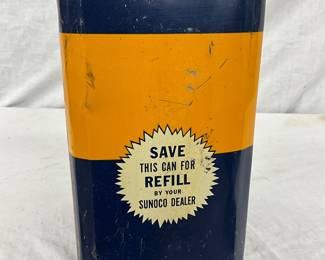 SAVE
THIS CAN FOR
REFILL
BY YOUR
SUNOCO DEALER